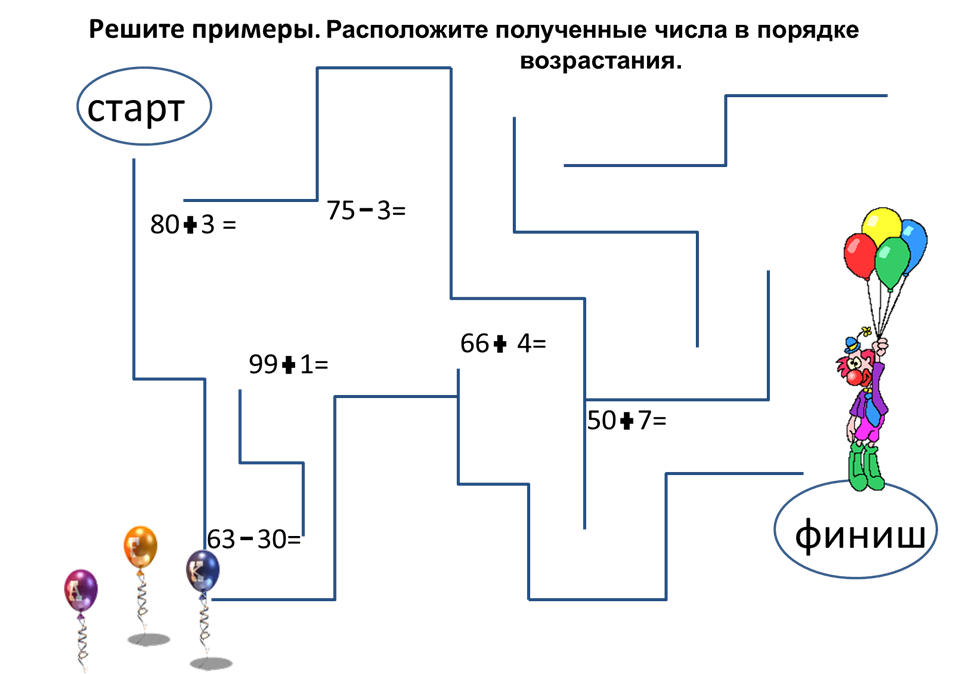 Решите примеры. Расположите полученные числа в порядке
возрастания.
старт
80+3 =
75-3=
99+1=
66+ 4=
50+7=
63-30=
финиш
А
К